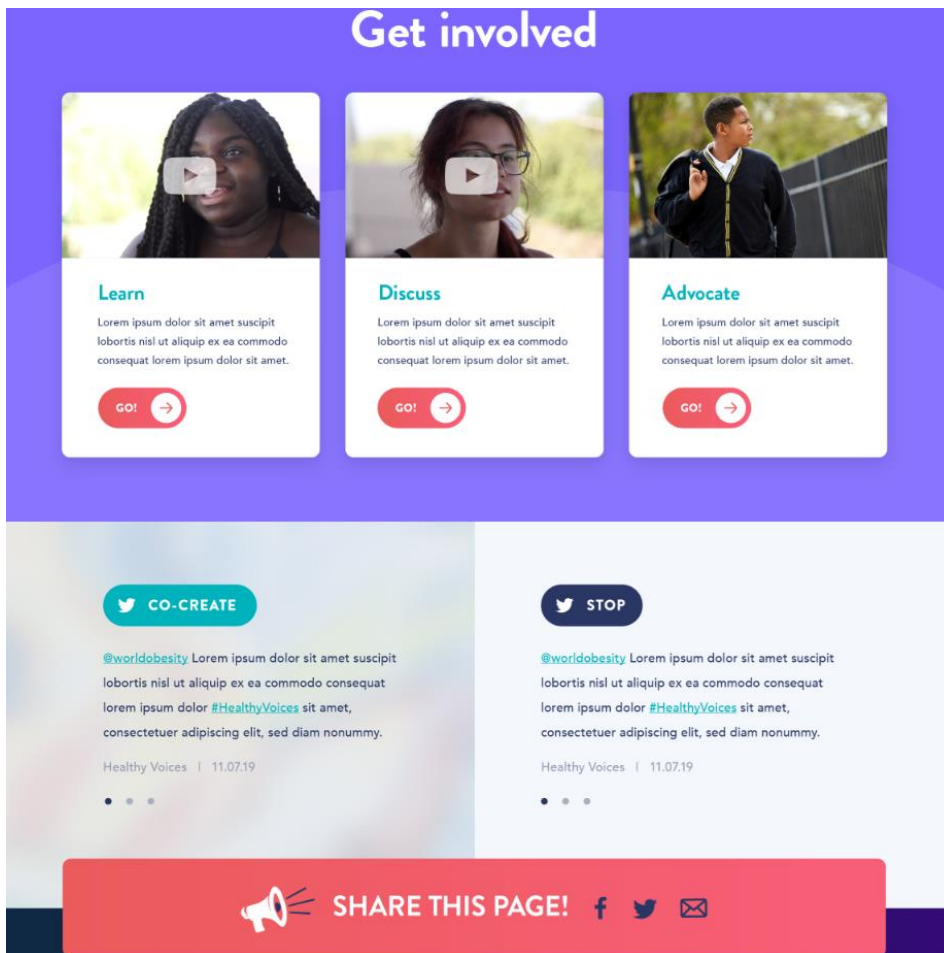 Get involved
Learn
Lorem ipsum dolor sit amet suscipit
lobortis nisl ut aliquip ex ea commodo
consequat lorem ipsum dolor sit amet.
GO!
Discuss
Lorem ipsum dolor sit amet suscipit
lobortis nisl ut aliquip ex ea commodo
consequat lorem ipsum dolor sit amet.
GO!
Advocate
Lorem ipsum dolor sit amet suscipit
lobortis nisl ut aliquip ex ea commodo
consequat lorem ipsum dolor sit amet.
GO!
CO-CREATE
@worldobesity Lorem ipsum dolor sit amet suscipit
lobortis nisl ut aliquip ex ea commodo consequat
lorem ipsum dolor #HealthyVoices sit amet,
consectetuer adipiscing elit, sed diam nonummy.
Healthy Voices | 11.07.19
STOP
@worldobesity Lorem ipsum dolor sit amet suscipit
lobortis nisl ut aliquip ex ea commodo consequat
lorem ipsum dolor #HealthyVoices sit amet,
consectetuer adipiscing elit, sed diam nonummy.
Healthy Voices | 11.07.19
SHARE THIS PAGE!